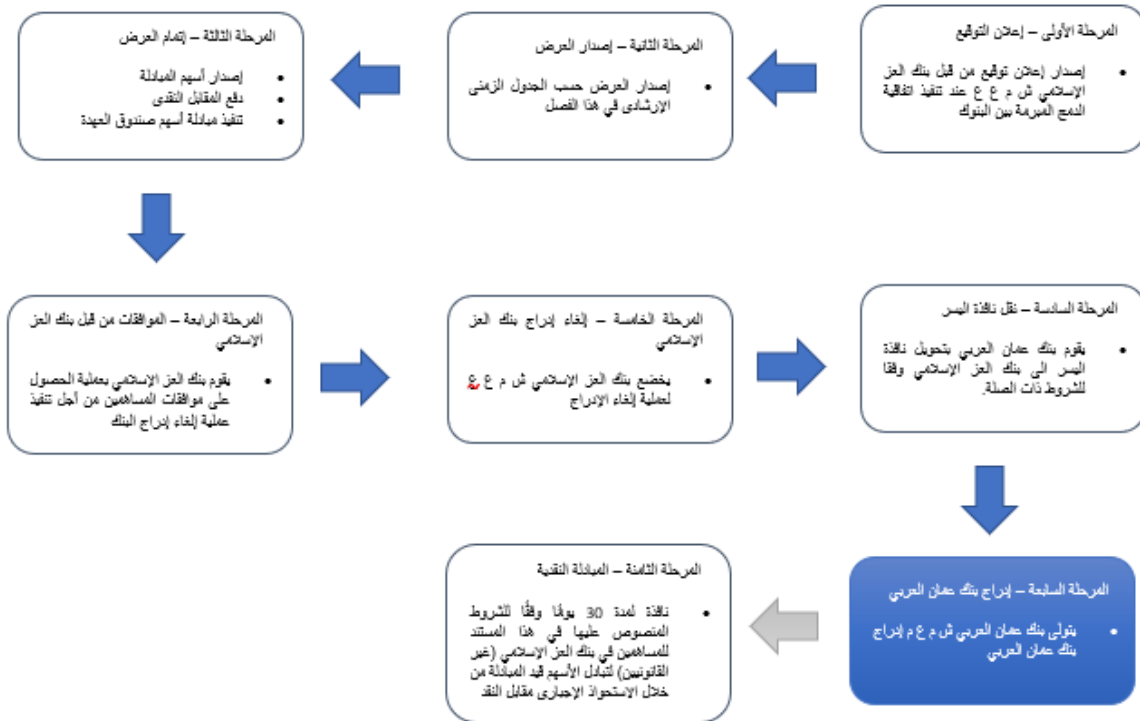 المرحلة الأولى – إعلان التوقيع
• إصدار إعلان توقيع من قبل بنك العز
الإسلامي ش م ع ع عند تنفيذ اتفاقية
الدمج المبرمة بين البنوك
المرحلة الثانية – إصدار العرض
• إصدار العرض حسب الجدول الزمني
الإرشادي في هذا الفصل
المرحلة الثالثة – إتمام العرض
• إصدار أسهم المبادلة
• دفع المقابل النقدي
• تنفيذ مبادلة أسهم صندوق العهدة
المرحلة الرابعة – الموافقات من قبل بنك العز
الإسلامي
• يقوم بنك العز الإسلامي بعملية الحصول
على موافقات المساهمين من أجل تنفيذ
عملية إلغاء إدراج البنك
المرحلة الخامسة – إلغاء إدراج بنك العز
الإسلامي
• يخضع بنك العز الإسلامي ش م ع ع
لعملية إلغاء الإدراج
المرحلة السادسة – نقل نافذة اليسر
• يقوم بنك عمان العربي بتحويل نافذة
اليسر الى بنك العز الإسلامي وفقا
للشروط ذات الصلة.
المرحلة السابعة – إدراج بنك عمان العربي
• يتولى بنك عمان العربي ش م ع م إدراج
بنك عمان العربي
المرحلة الثامنة – المبادلة النقدية
• نافذة لمدة 30 يومًا وفقًا للشروط
المنصوص عليها في هذا المستند
للمساهمين في بنك العز الإسلامي (غير
القانونيين) لتبادل الأسهم قيد المبادلة من
خلال الاستحواذ الإجباري مقابل النقد